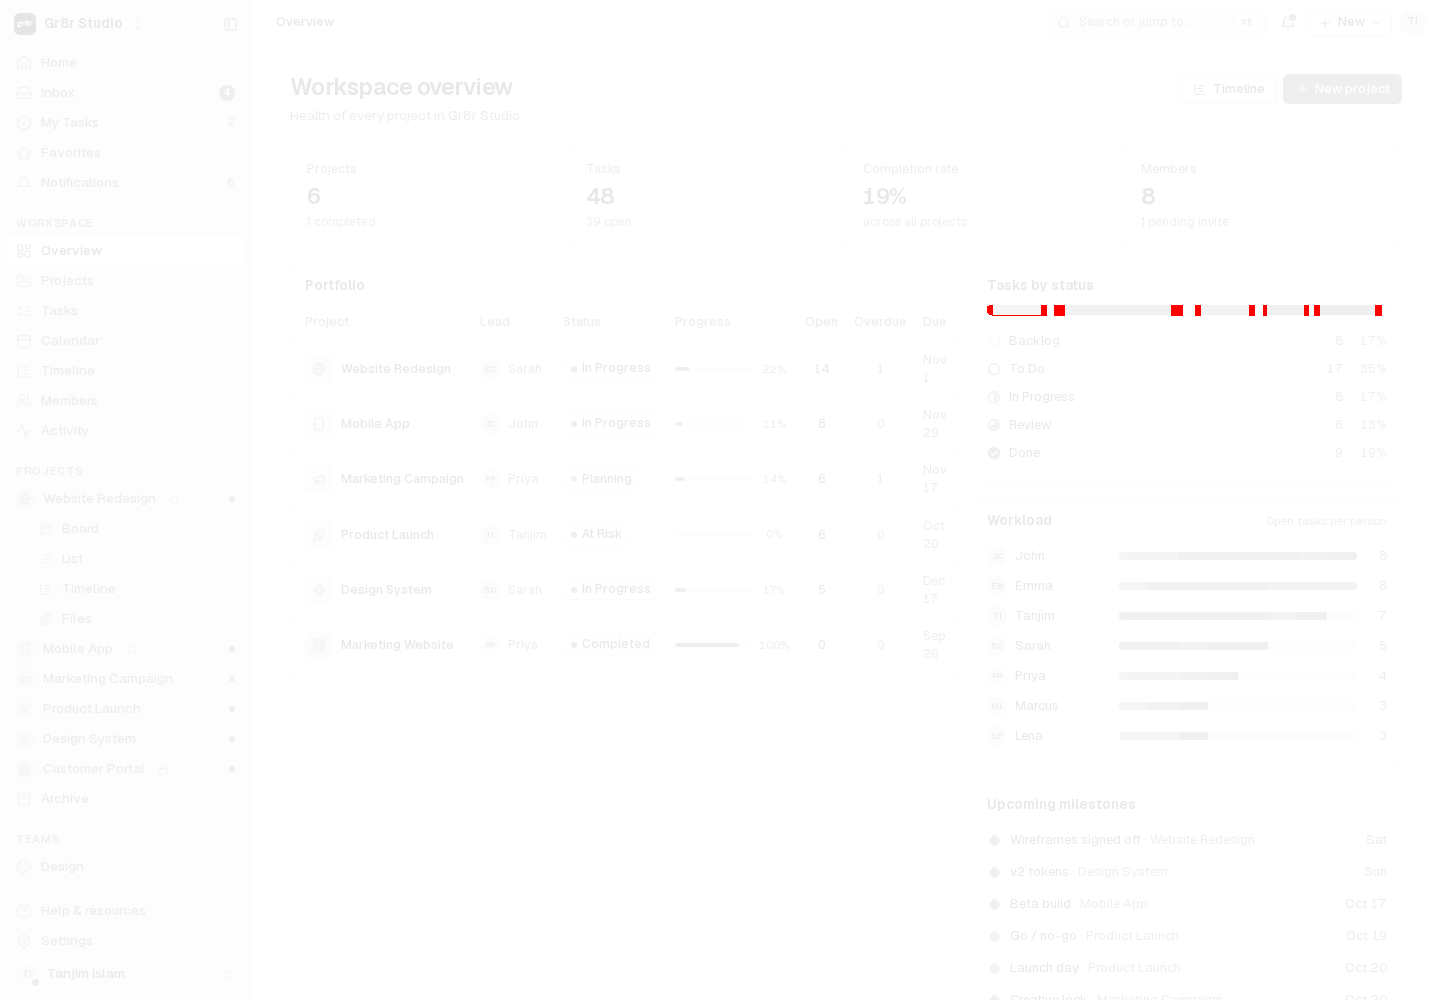 Gr8r Studio
Home
Inbox 4
My Tasks 2
Favorites
Notifications 6
WORKSPACE
Overview
Projects
Tasks
Calendar
Timeline
Members
Activity
PROJECTS
Website Redesign
Board
List
Timeline
Files
Mobile App
Marketing Campaign
Product Launch
Design System
Customer Portal
Archive
TEAMS
Design
Help & resources
Settings
TI Tanjim Islam
Overview
Search or jump to... ⌘K
New
TI
Workspace overview
Health of every project in Gr8r Studio.
Timeline
New project
Projects
6
1 completed
Tasks
48
39 open
Completion rate
19%
across all projects
Members
8
1 pending invite
Portfolio
Project Lead Status Progress Open Overdue Due
Website Redesign SC Sarah In Progress 22% 14 1 Nov 1
Mobile App JC John In Progress 11% 8 0 Nov 29
Marketing Campaign PP Priya Planning 14% 6 1 Nov 17
Product Launch TI Tanjim At Risk 0% 6 0 Oct 20
Design System SC Sarah In Progress 17% 5 0 Dec 17
Marketing Website PP Priya Completed 100% 0 0 Sep 20
Tasks by status
Backlog 8 17%
To Do 17 35%
In Progress 8 17%
Review 6 13%
Done 9 19%
Workload Open tasks per person
JC John 8
EW Emma 8
TI Tanjim 7
SC Sarah 5
PP Priya 4
ML Marcus 3
Lena 3
Upcoming milestones
Wireframes signed off · Website Redesign Sat
v2 tokens · Design System Sun
Beta build · Mobile App Oct 17
Go / no-go · Product Launch Oct 19
Launch day · Product Launch Oct 20
Creative lock · Marketing Campaign Oct 20